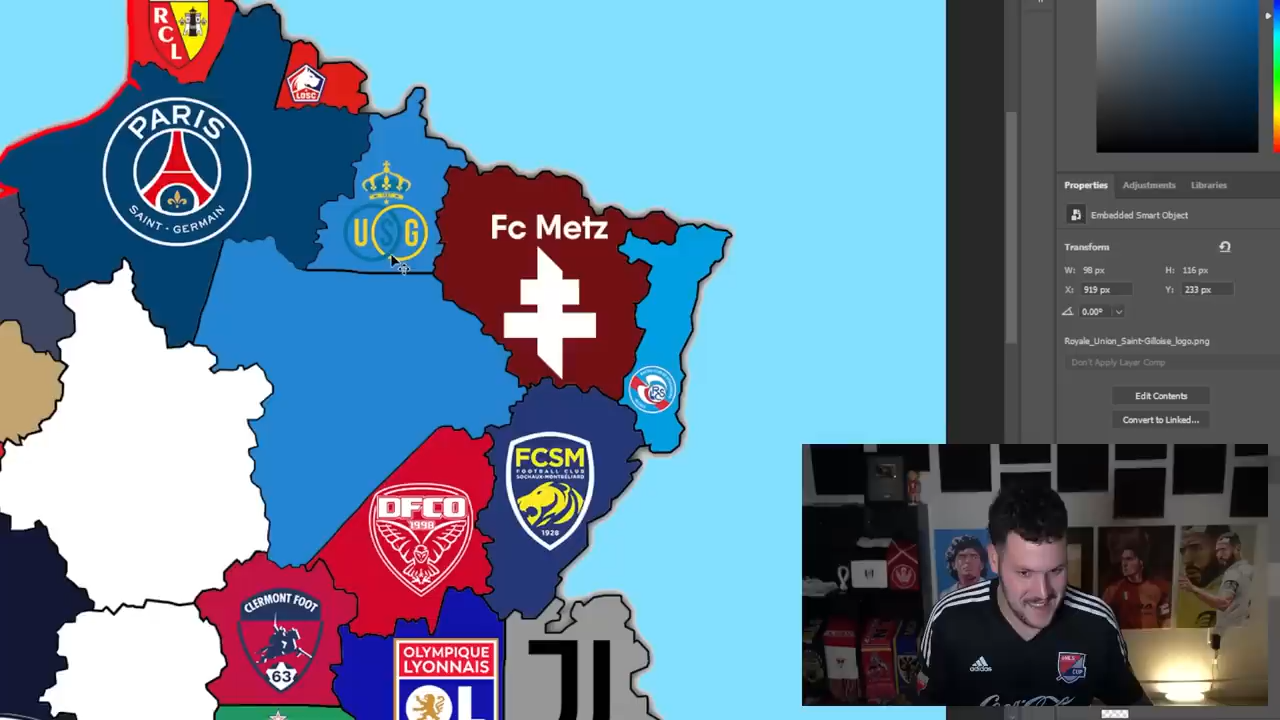 RCL
LOSC
PARIS
SAINT - GERMAIN
USG
Fc Metz
FCSM
FOOTBALL CLUB
SOCHAUX-MONTBÉLIARD
1928
DFCO
1998
CLERMONT FOOT
63
OLYMPIQUE
LYONNAIS
OL
Properties
Adjustments
Libraries
Embedded Smart Object
Transform
W: 98 px
H: 116 px
X: 919 px
Y: 233 px
0.00°
Royale_Union_Saint-Gilloise_logo.png
Don't Apply Layer Comp
Edit Contents
Convert to Linked...
adidas